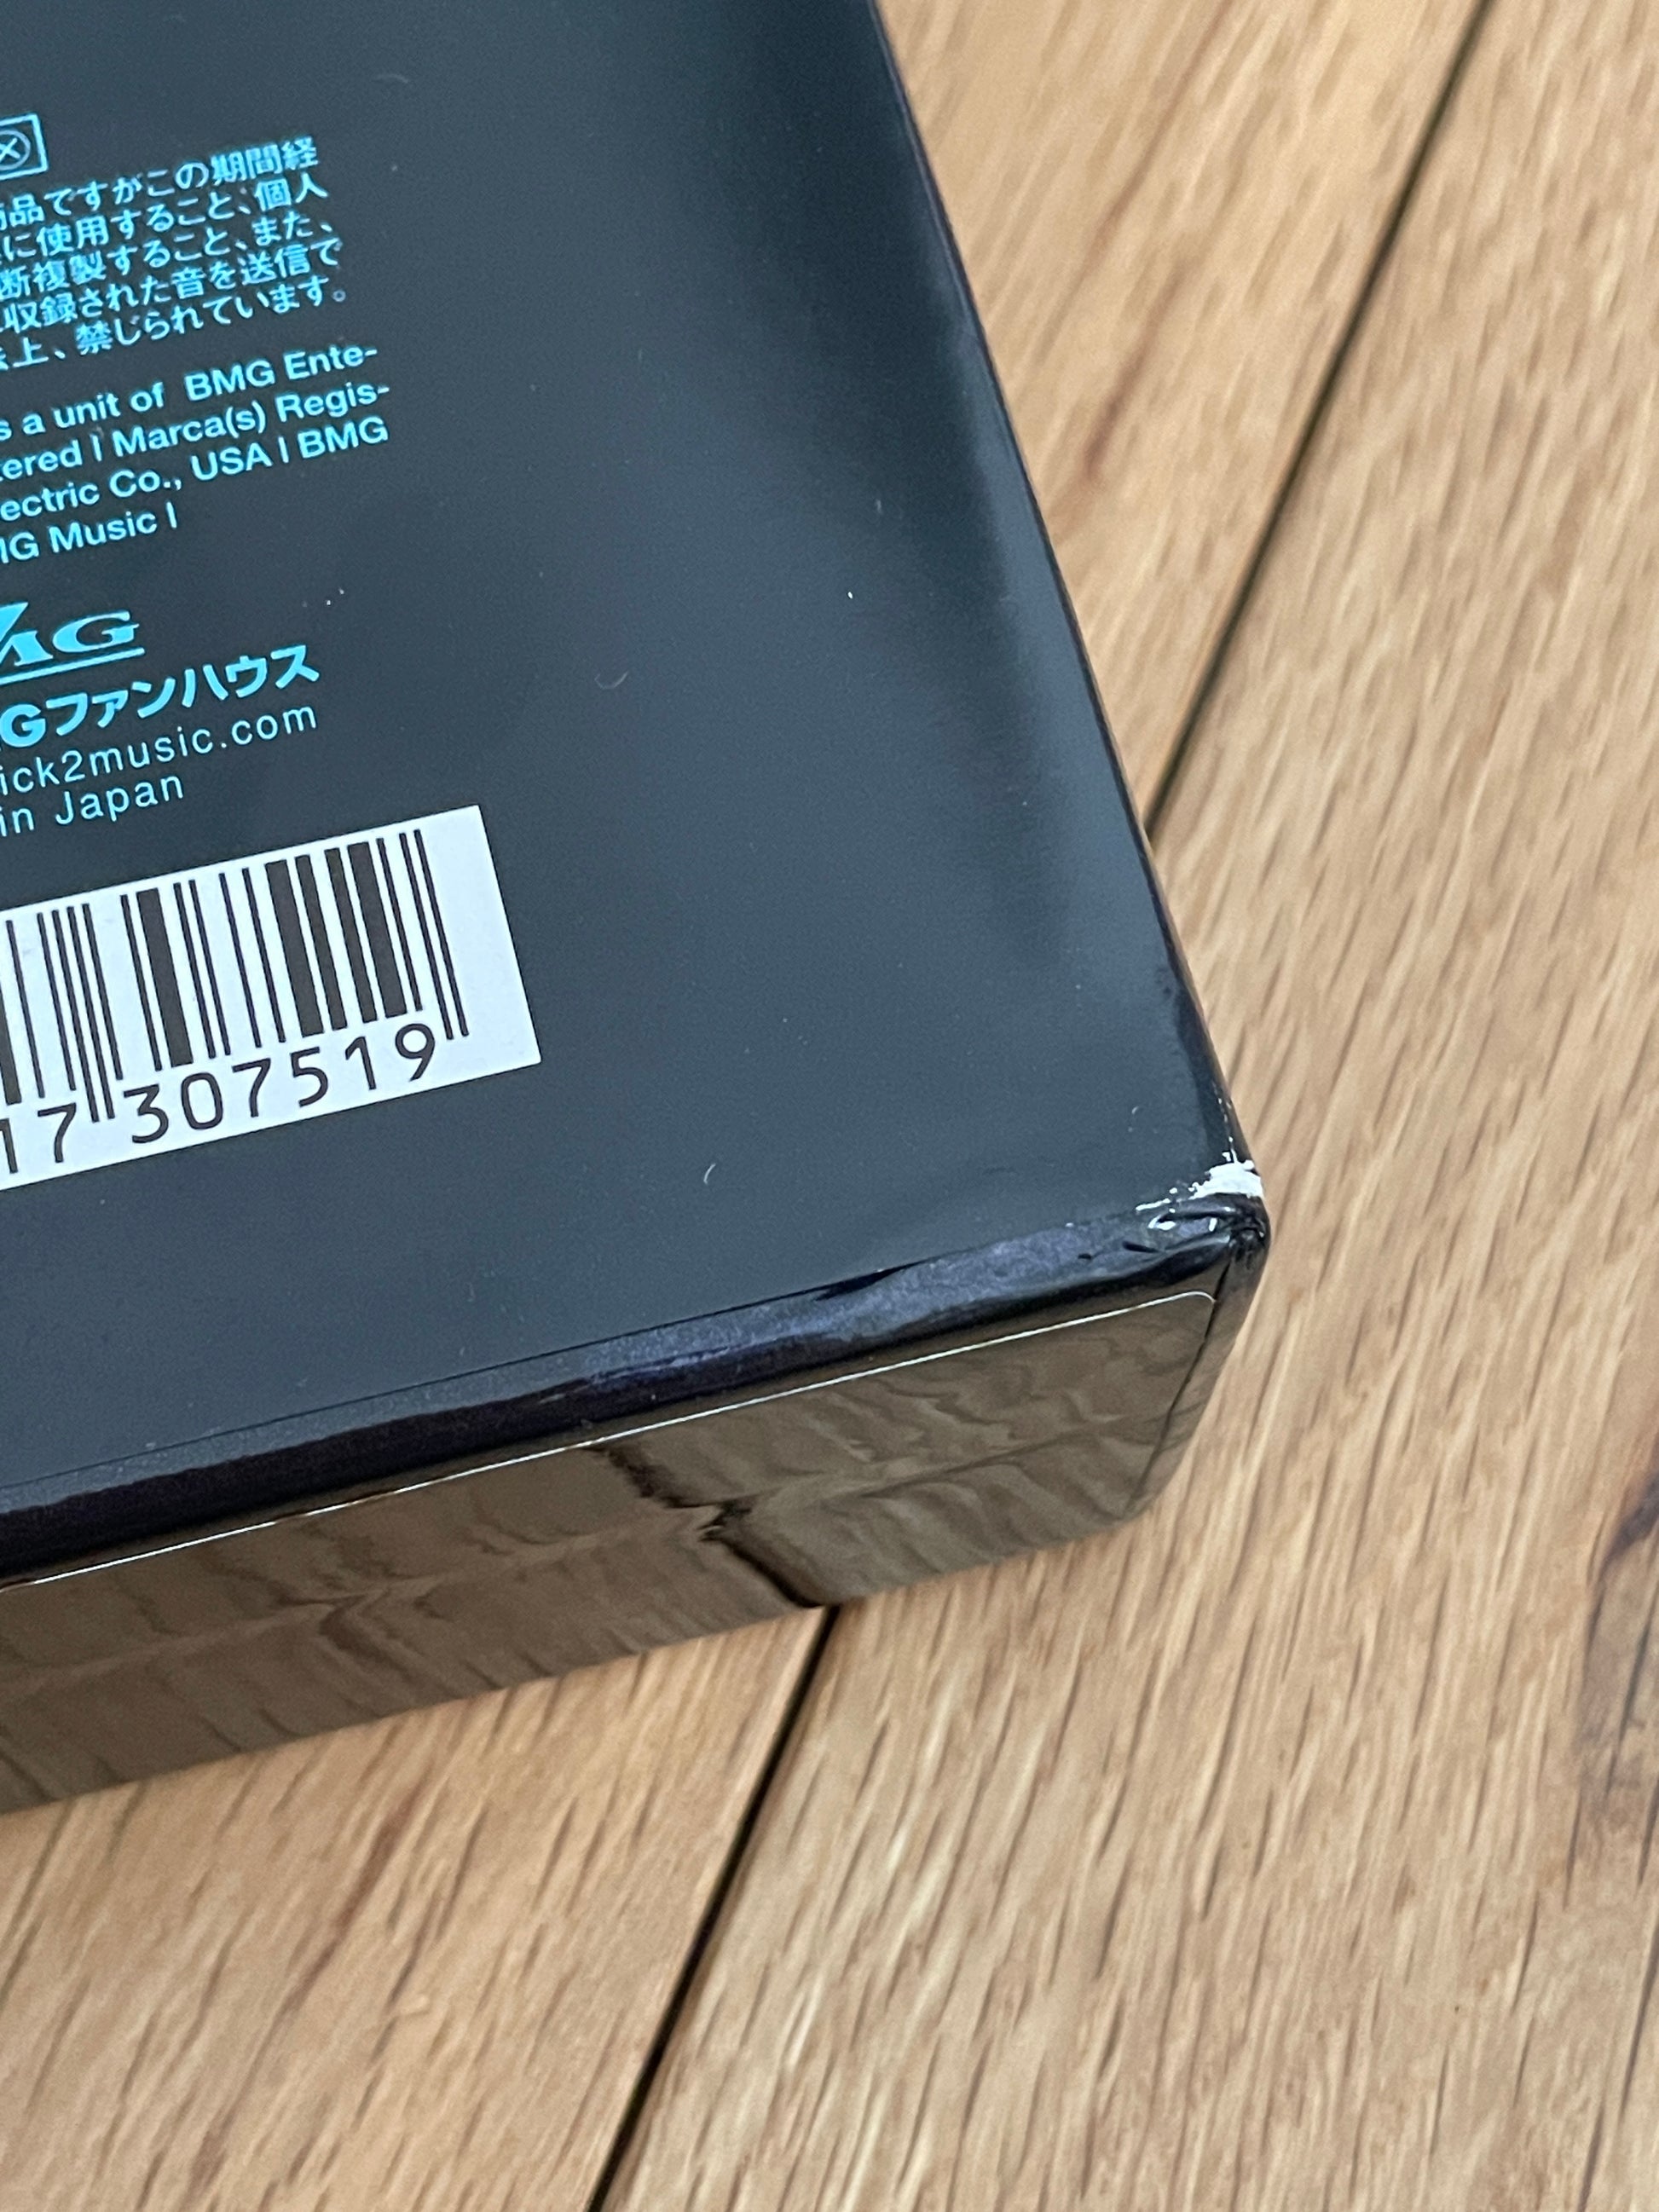 品ですがこの期間経
に使用すること、個人
断複製すること、また、
収録された音を送信で
上、禁じられています。
s a unit of BMG Ente-
tered | Marca(s) Regis-
ectric Co., USA | BMG
MG Music |
MG
Gファンハウス
ick2music.com
in Japan
17 307519